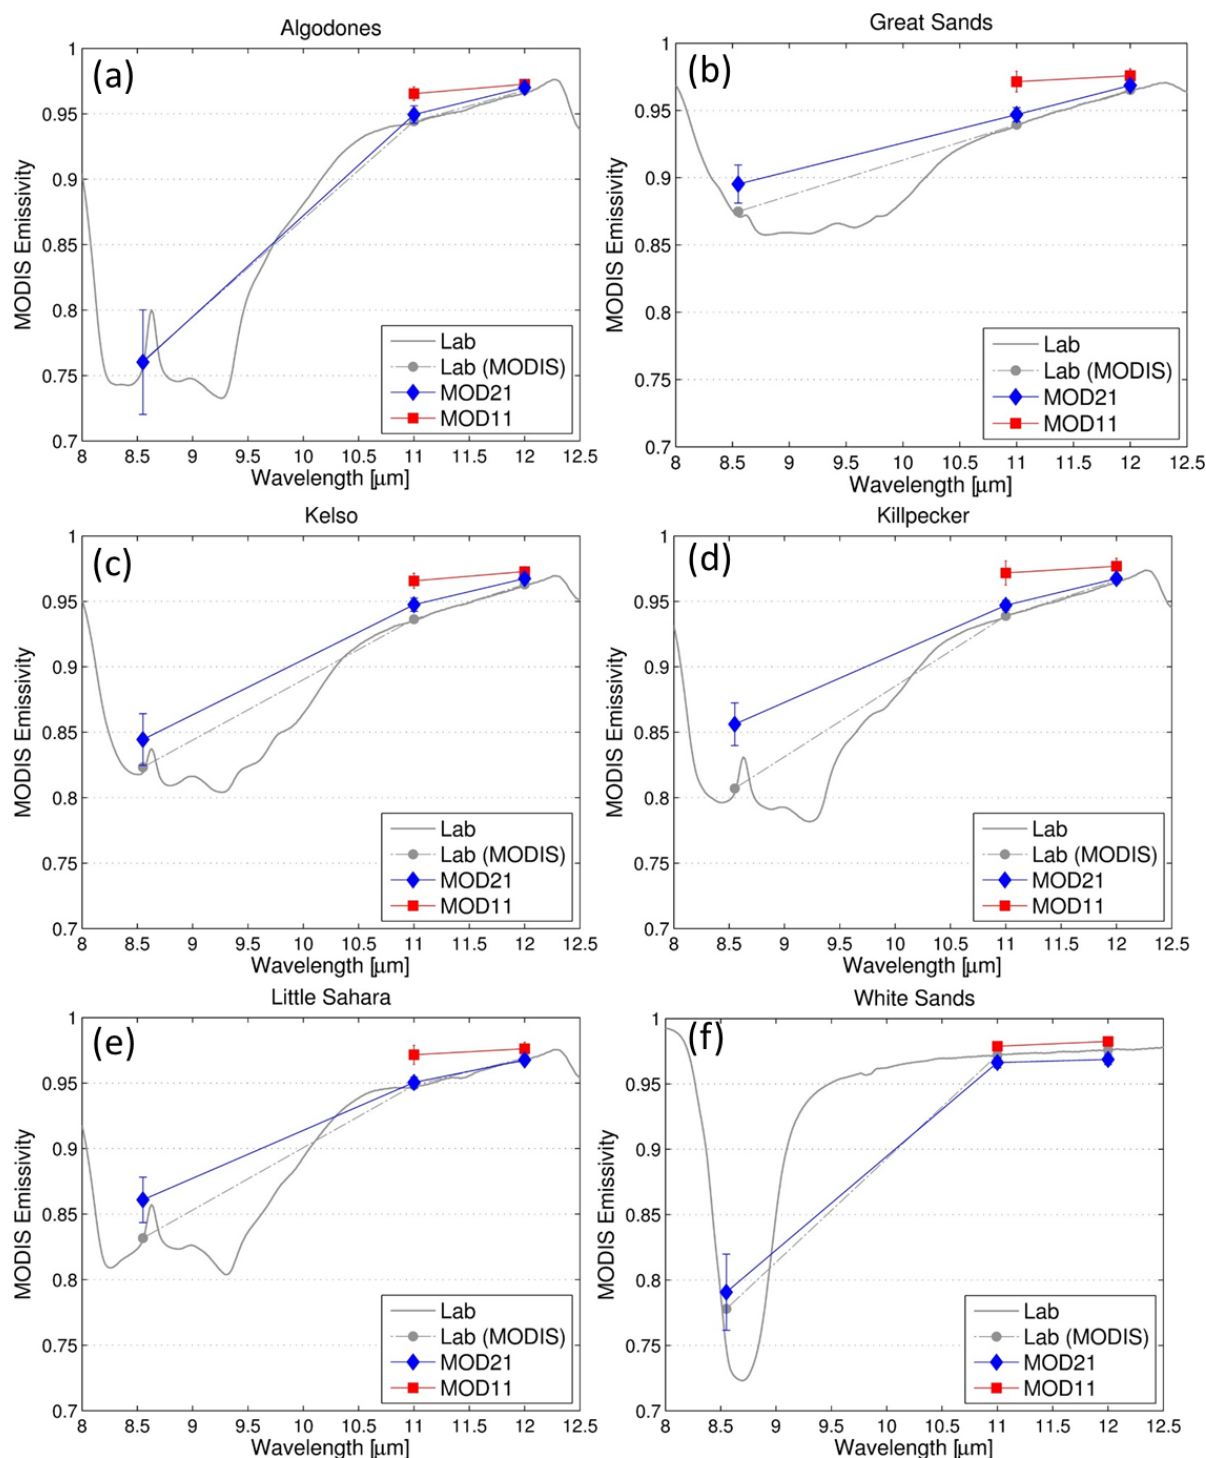 Algodones
(a)
MODIS Emissivity
1
0.95
0.9
0.85
0.8
0.75
0.7
Lab
Lab (MODIS)
MOD21
MOD11
8 8.5 9 9.5 10 10.5 11 11.5 12 12.5
Wavelength [μm]
Great Sands
(b)
MODIS Emissivity
1
0.95
0.9
0.85
0.8
0.75
0.7
Lab
Lab (MODIS)
MOD21
MOD11
8 8.5 9 9.5 10 10.5 11 11.5 12 12.5
Wavelength [μm]
Kelso
(c)
MODIS Emissivity
1
0.95
0.9
0.85
0.8
0.75
0.7
Lab
Lab (MODIS)
MOD21
MOD11
8 8.5 9 9.5 10 10.5 11 11.5 12 12.5
Wavelength [μm]
Killpecker
(d)
MODIS Emissivity
1
0.95
0.9
0.85
0.8
0.75
0.7
Lab
Lab (MODIS)
MOD21
MOD11
8 8.5 9 9.5 10 10.5 11 11.5 12 12.5
Wavelength [μm]
Little Sahara
(e)
MODIS Emissivity
1
0.95
0.9
0.85
0.8
0.75
0.7
Lab
Lab (MODIS)
MOD21
MOD11
8 8.5 9 9.5 10 10.5 11 11.5 12 12.5
Wavelength [μm]
White Sands
(f)
MODIS Emissivity
1
0.95
0.9
0.85
0.8
0.75
0.7
Lab
Lab (MODIS)
MOD21
MOD11
8 8.5 9 9.5 10 10.5 11 11.5 12 12.5
Wavelength [μm]